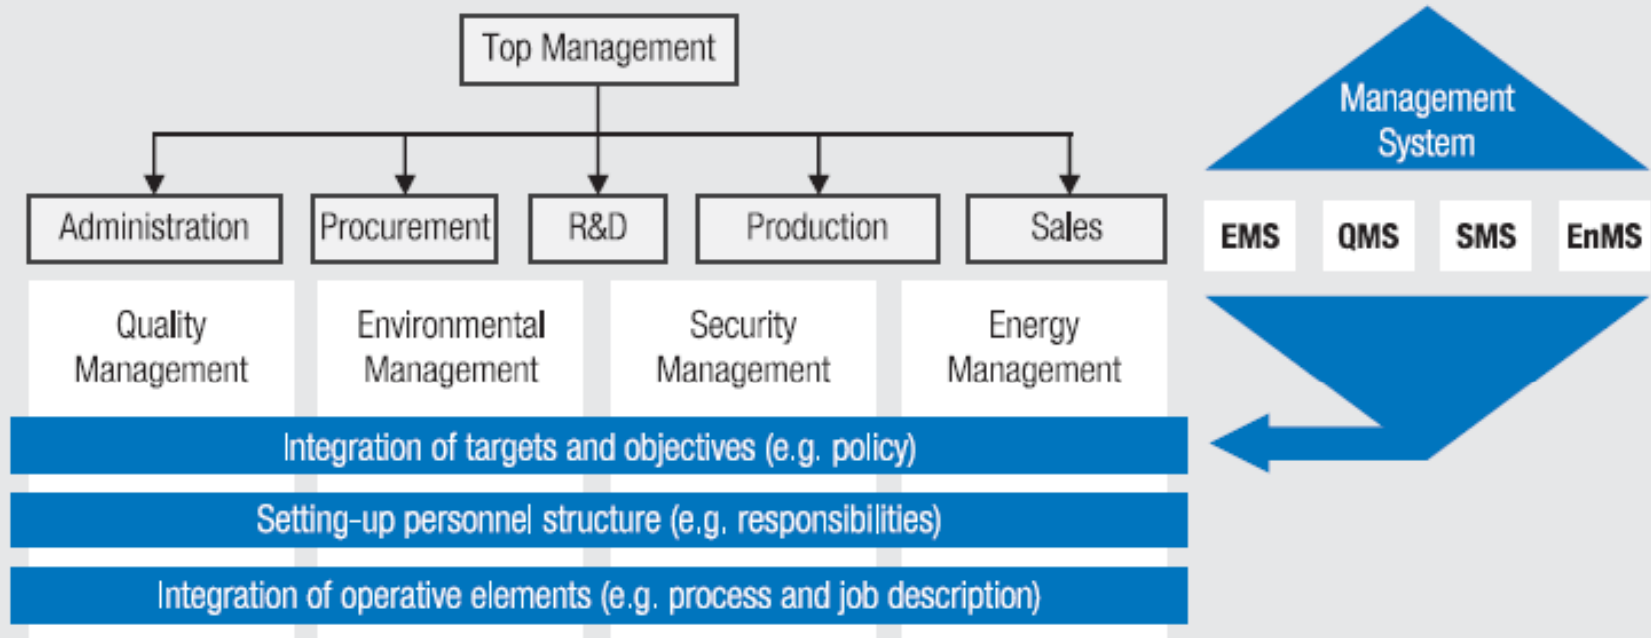 Top Management
Management
System
Administration
Procurement
R&D
Production
Sales
EMS
QMS
SMS
EnMS
Quality
Management
Environmental
Management
Security
Management
Energy
Management
Integration of targets and objectives (e.g. policy)
Setting-up personnel structure (e.g. responsibilities)
Integration of operative elements (e.g. process and job description)